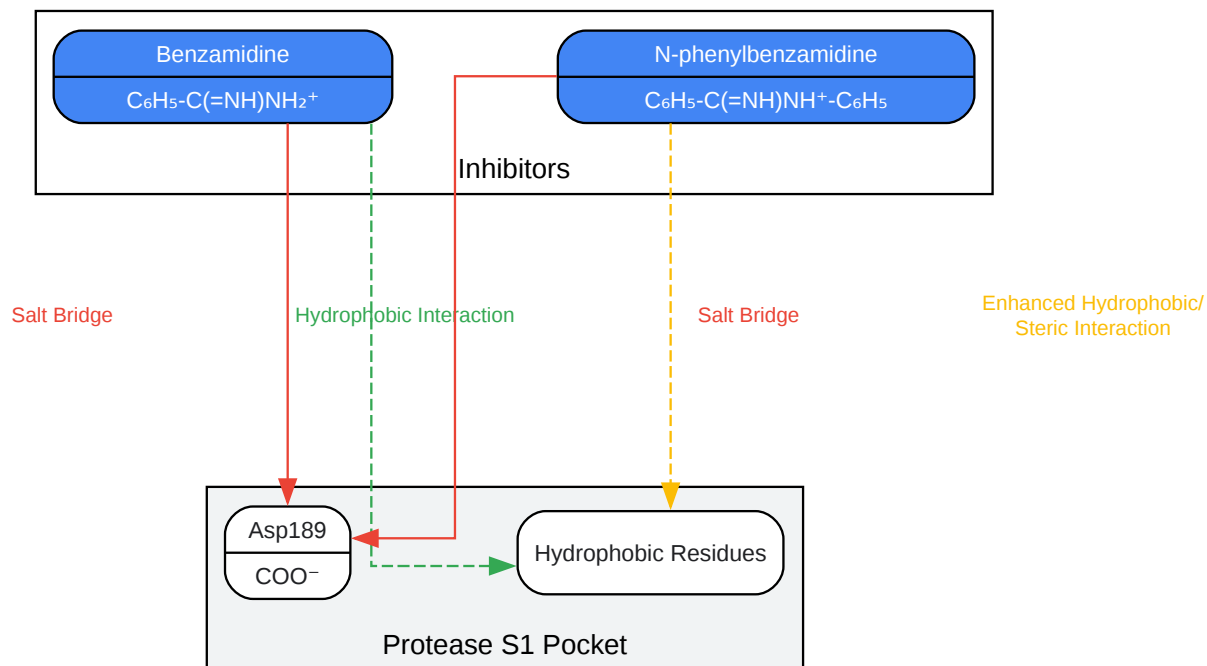 Benzamidine
C₆H₅-C(=NH)NH₂⁺
N-phenylbenzamidine
C₆H₅-C(=NH)NH⁺-C₆H₅
Inhibitors
Salt Bridge
Hydrophobic Interaction
Salt Bridge
Enhanced Hydrophobic/
Steric Interaction
Asp189
COO⁻
Hydrophobic Residues
Protease S1 Pocket